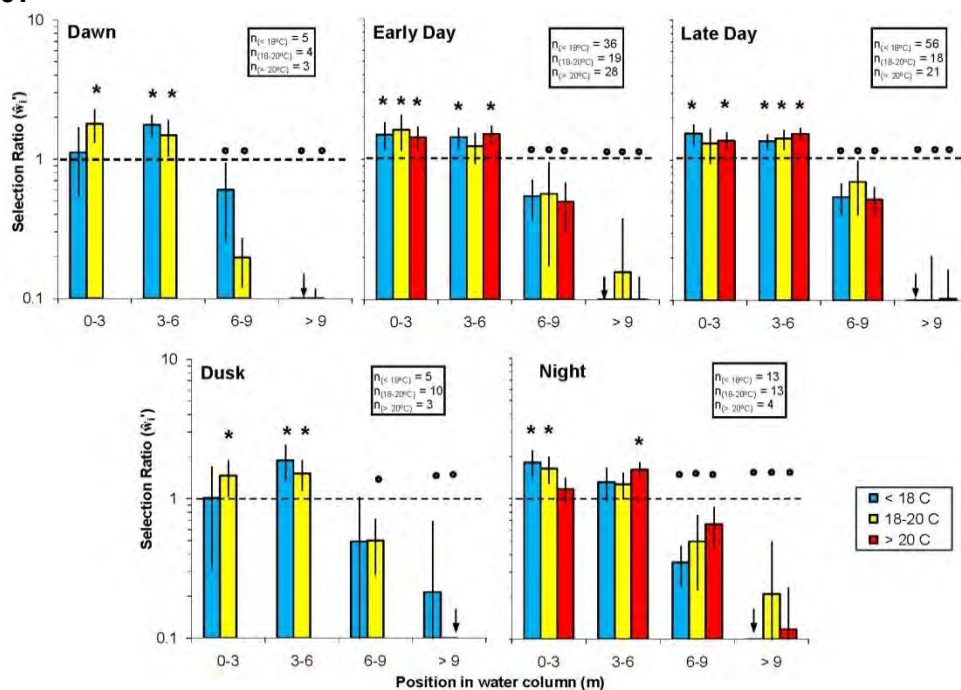 Dawn
n(< 18ºC) = 5
n(18-20ºC) = 4
n(> 20ºC) = 3
Early Day
n(< 18ºC) = 36
n(18-20ºC) = 19
n(> 20ºC) = 28
Late Day
n(< 18ºC) = 56
n(18-20ºC) = 18
n(> 20ºC) = 21
Selection Ratio (ŵi')
10
1
0.1
0-3 3-6 6-9 > 9
0-3 3-6 6-9 > 9
0-3 3-6 6-9 > 9
Dusk
n(< 18ºC) = 5
n(18-20ºC) = 10
n(> 20ºC) = 3
Night
n(< 18ºC) = 13
n(18-20ºC) = 13
n(> 20ºC) = 4
Selection Ratio (ŵi')
10
1
0.1
0-3 3-6 6-9 > 9
0-3 3-6 6-9 > 9
< 18 C
18-20 C
> 20 C
Position in water column (m)